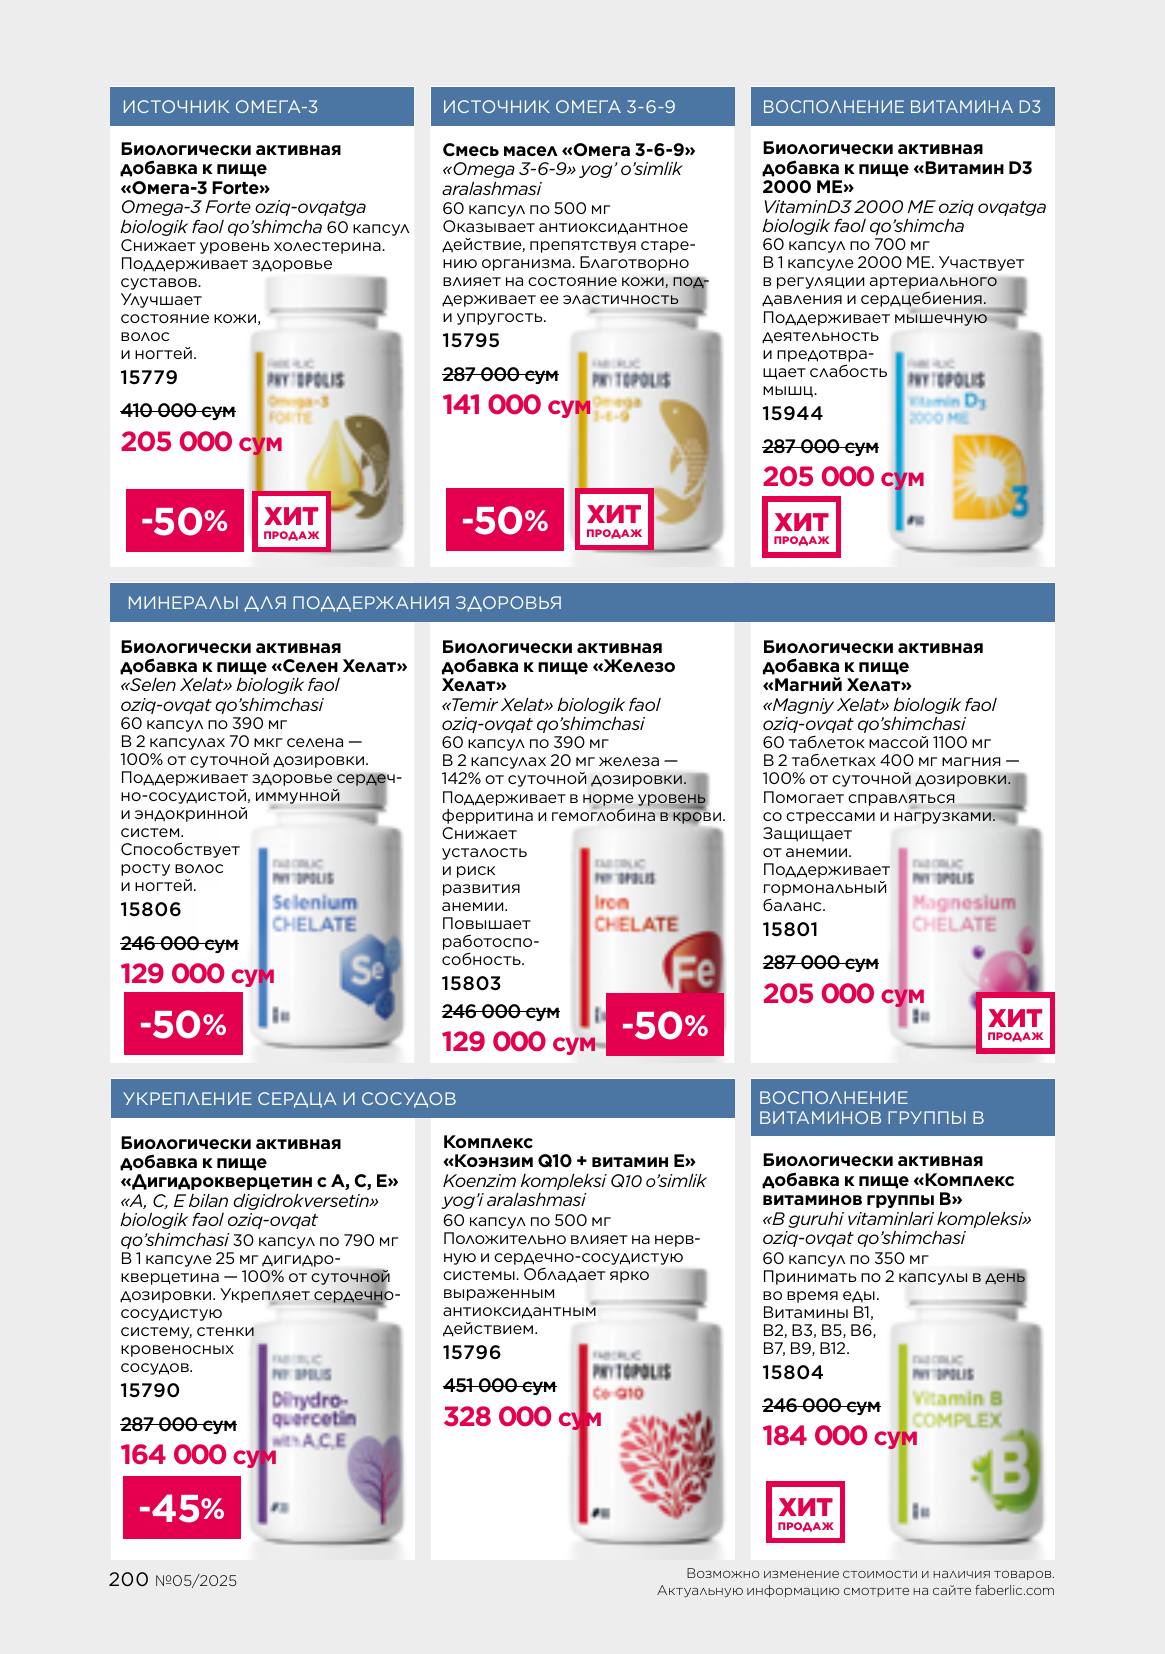 ИСТОЧНИК ОМЕГА-3
Биологически активная
добавка к пище
«Омега-3 Forte»
Omega-3 Forte oziq-ovqatga
biologik faol qo'shimcha 60 капсул
Снижает уровень холестерина.
Поддерживает здоровье
суставов.
Улучшает
состояние кожи,
волос
и ногтей.
15779
410 000 сум
205 000 сум
-50%
ХИТ
ПРОДАЖ
FABERLIC
PHYTOPOLIS
Omega-3
FORTE
ИСТОЧНИК ОМЕГА 3-6-9
Смесь масел «Омега 3-6-9»
«Omega 3-6-9» yog' o'simlik
aralashmasi
60 капсул по 500 мг
Оказывает антиоксидантное
действие, препятствуя старе-
нию организма. Благотворно
влияет на состояние кожи, под-
держивает ее эластичность
и упругость.
15795
287 000 сум
141 000 сум
-50%
ХИТ
ПРОДАЖ
FABERLIC
PHYTOPOLIS
Omega
3-6-9
ВОСПОЛНЕНИЕ ВИТАМИНА D3
Биологически активная
добавка к пище «Витамин D3
2000 МЕ»
VitaminD3 2000 ME oziq ovqatga
biologik faol qo'shimcha
60 капсул по 700 мг
В 1 капсуле 2000 МЕ. Участвует
в регуляции артериального
давления и сердцебиения.
Поддерживает мышечную
деятельность
и предотвра-
щает слабость
мышц.
15944
287 000 сум
205 000 сум
ХИТ
ПРОДАЖ
FABERLIC
PHYTOPOLIS
Vitamin D3
2000 ME
D3
МИНЕРАЛЫ ДЛЯ ПОДДЕРЖАНИЯ ЗДОРОВЬЯ
Биологически активная
добавка к пище «Селен Хелат»
«Selen Xelat» biologik faol
oziq-ovqat qo'shimchasi
60 капсул по 390 мг
В 2 капсулах 70 мкг селена —
100% от суточной дозировки.
Поддерживает здоровье сердеч-
но-сосудистой, иммунной
и эндокринной
систем.
Способствует
росту волос
и ногтей.
15806
246 000 сум
129 000 сум
-50%
FABERLIC
PHYTOPOLIS
Selenium
CHELATE
Se
Биологически активная
добавка к пище «Железо
Хелат»
«Temir Xelat» biologik faol
oziq-ovqat qo'shimchasi
60 капсул по 390 мг
В 2 капсулах 20 мг железа —
142% от суточной дозировки.
Поддерживает в норме уровень
ферритина и гемоглобина в крови.
Снижает
усталость
и риск
развития
анемии.
Повышает
работоспо-
собность.
15803
246 000 сум
129 000 сум
-50%
FABERLIC
PHYTOPOLIS
Iron
CHELATE
Fe
Биологически активная
добавка к пище
«Магний Хелат»
«Magniy Xelat» biologik faol
oziq-ovqat qo'shimchasi
60 таблеток массой 1100 мг
В 2 таблетках 400 мг магния —
100% от суточной дозировки.
Помогает справляться
со стрессами и нагрузками.
Защищает
от анемии.
Поддерживает
гормональный
баланс.
15801
287 000 сум
205 000 сум
ХИТ
ПРОДАЖ
FABERLIC
PHYTOPOLIS
Magnesium
CHELATE
УКРЕПЛЕНИЕ СЕРДЦА И СОСУДОВ
Биологически активная
добавка к пище
«Дигидрокверцетин с A, C, E»
«A, C, E bilan digidrokversetin»
biologik faol oziq-ovqat
qo'shimchasi 30 капсул по 790 мг
В 1 капсуле 25 мг дигидро-
кверцетина — 100% от суточной
дозировки. Укрепляет сердечно-
сосудистую
систему, стенки
кровеносных
сосудов.
15790
287 000 сум
164 000 сум
-45%
FABERLIC
PHYTOPOLIS
Dihydro-
quercetin
with A,C,E
Комплекс
«Коэнзим Q10 + витамин Е»
Koenzim kompleksi Q10 o'simlik
yog'i aralashmasi
60 капсул по 500 мг
Положительно влияет на нерв-
ную и сердечно-сосудистую
системы. Обладает ярко
выраженным
антиоксидантным
действием.
15796
451 000 сум
328 000 сум
FABERLIC
PHYTOPOLIS
Co-Q10
ВОСПОЛНЕНИЕ
ВИТАМИНОВ ГРУППЫ В
Биологически активная
добавка к пище «Комплекс
витаминов группы В»
«B guruhi vitaminlari kompleksi»
oziq-ovqat qo'shimchasi
60 капсул по 350 мг
Принимать по 2 капсулы в день
во время еды.
Витамины В1,
В2, В3, В5, В6,
В7, В9, В12.
15804
246 000 сум
184 000 сум
ХИТ
ПРОДАЖ
FABERLIC
PHYTOPOLIS
Vitamin B
COMPLEX
B
200 №05/2025
Возможно изменение стоимости и наличия товаров.
Актуальную информацию смотрите на сайте faberlic.com